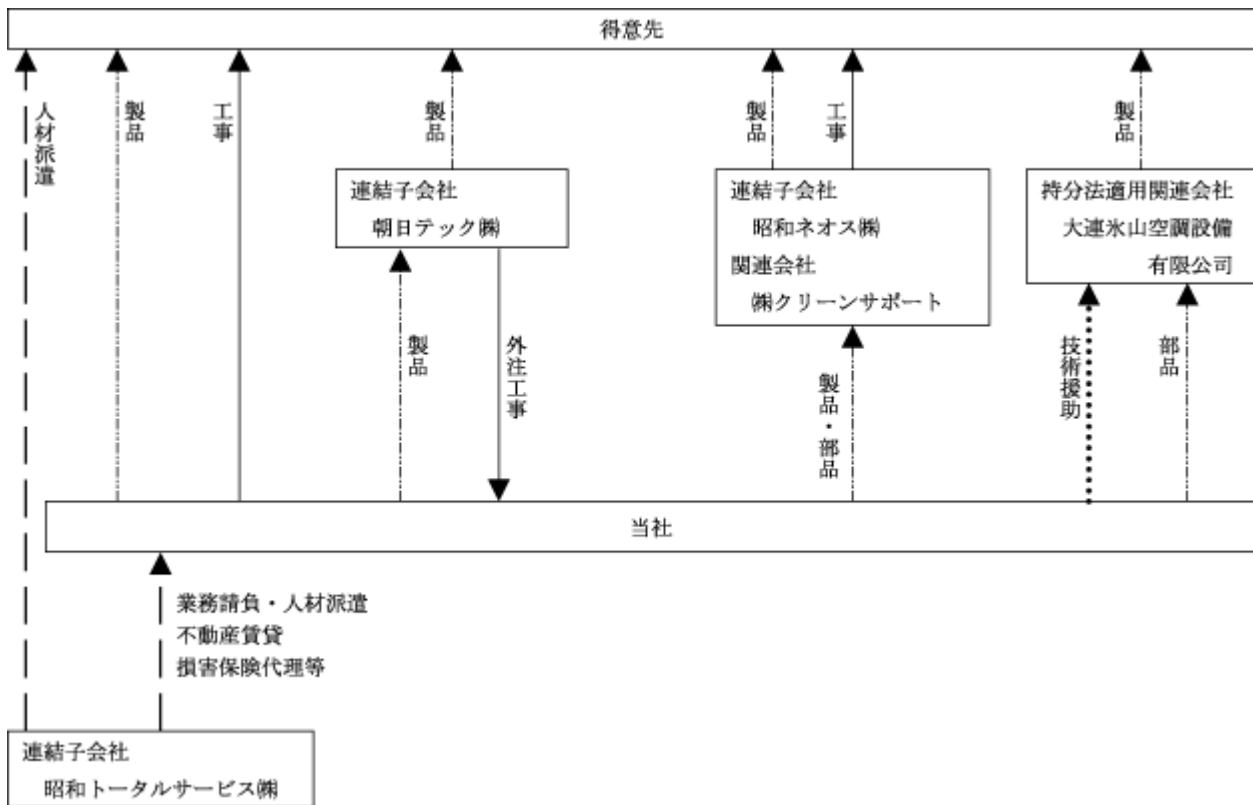 得意先
人材派遣
製品
工事
製品
製品
工事
製品
連結子会社
朝日テック㈱
連結子会社
昭和ネオス㈱
関連会社
㈱クリーンサポート
持分法適用関連会社
大連氷山空調設備
有限公司
製品
外注工事
製品・部品
技術援助
部品
当社
業務請負・人材派遣
不動産賃貸
損害保険代理等
連結子会社
昭和トータルサービス㈱